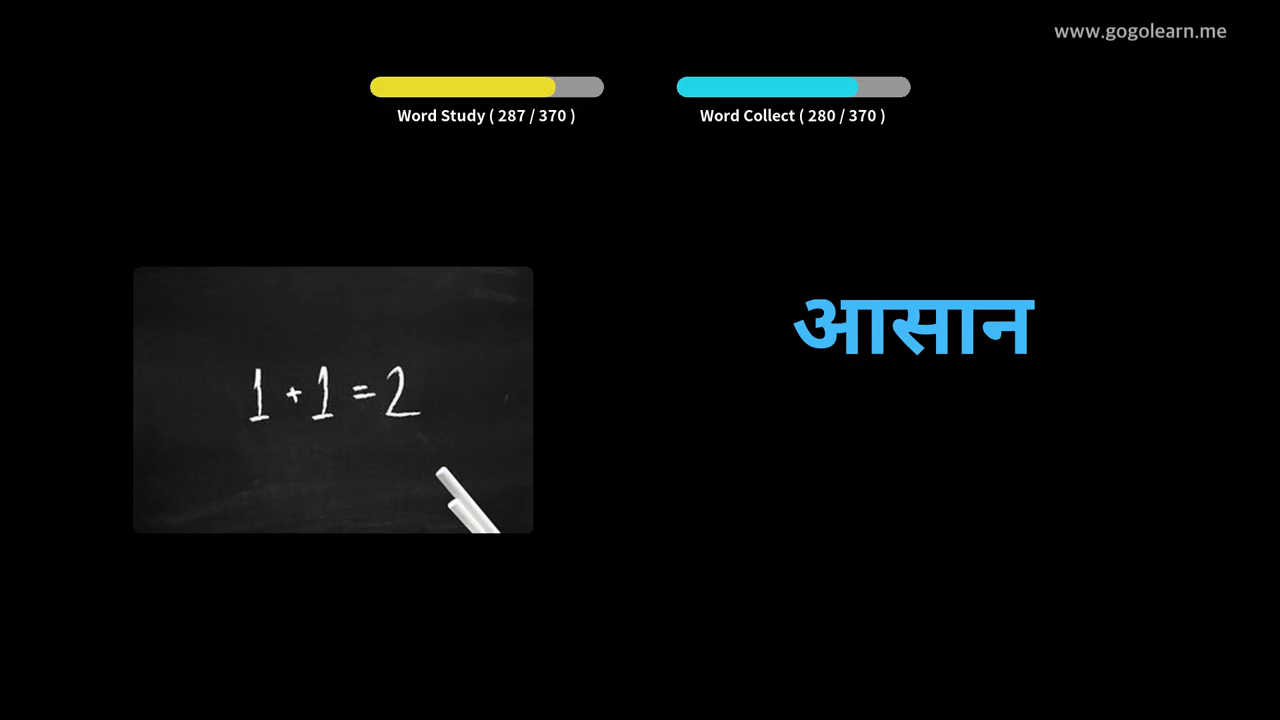 www.gogolearn.me
Word Study ( 287 / 370 )
Word Collect ( 280 / 370 )
1 + 1 = 2
आसान